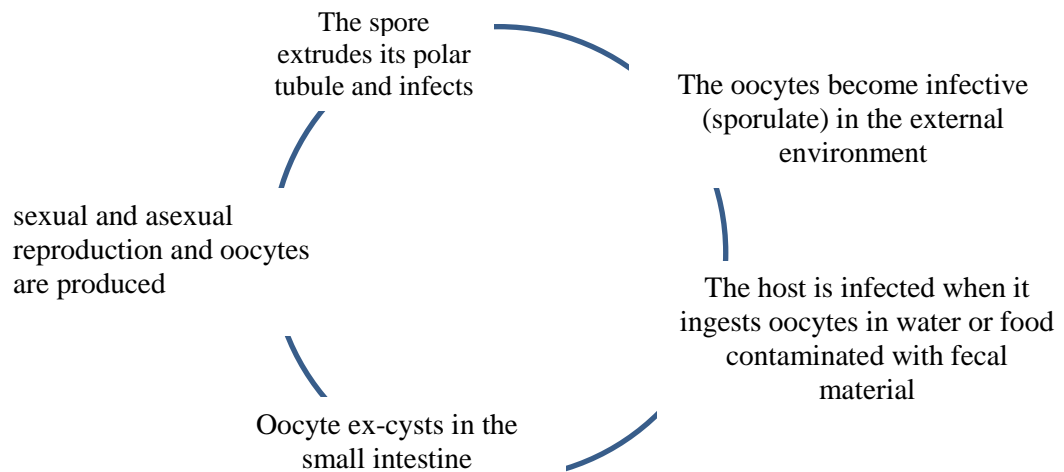 The spore
extrudes its polar
tubule and infects
The oocytes become infective
(sporulate) in the external
environment
The host is infected when it
ingests oocytes in water or food
contaminated with fecal
material
Oocyte ex-cysts in the
small intestine
sexual and asexual
reproduction and oocytes
are produced